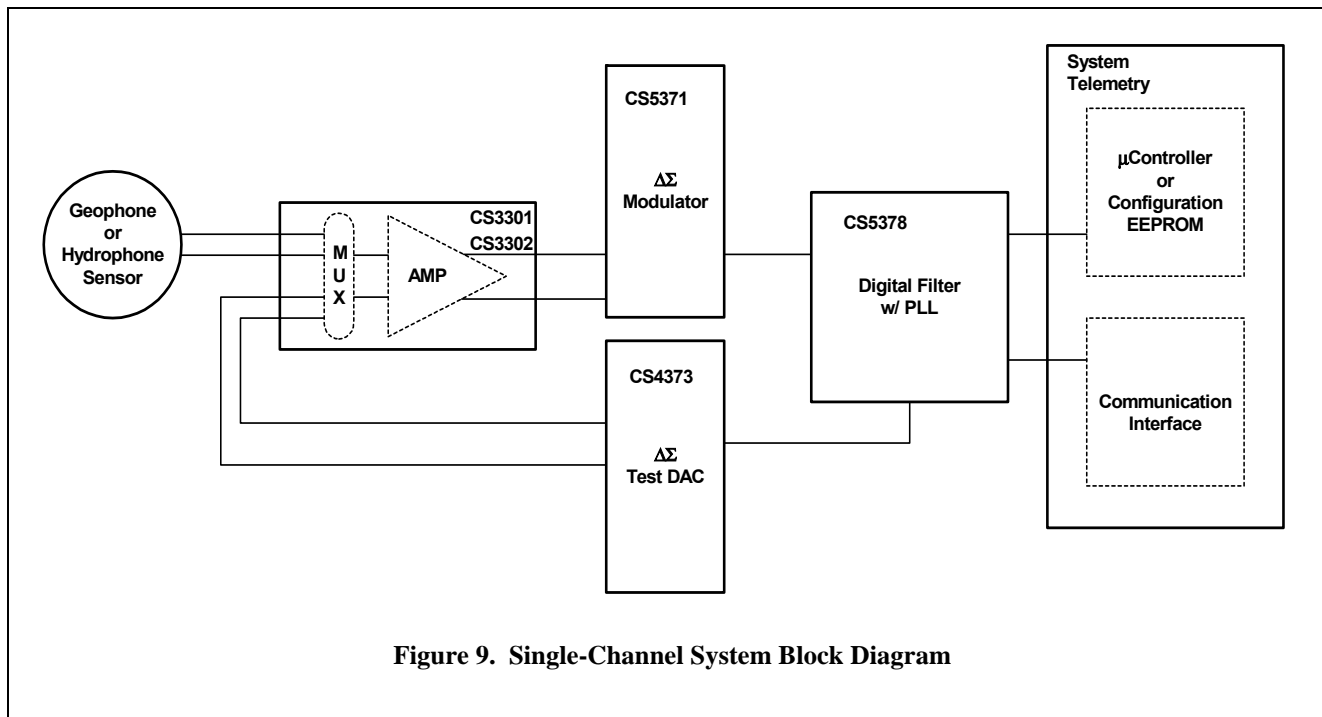 Geophone
or
Hydrophone
Sensor
M
U
X
AMP
CS3301
CS3302
CS5371
ΔΣ
Modulator
CS4373
ΔΣ
Test DAC
CS5378
Digital Filter
w/ PLL
System
Telemetry
μController
or
Configuration
EEPROM
Communication
Interface
Figure 9. Single-Channel System Block Diagram